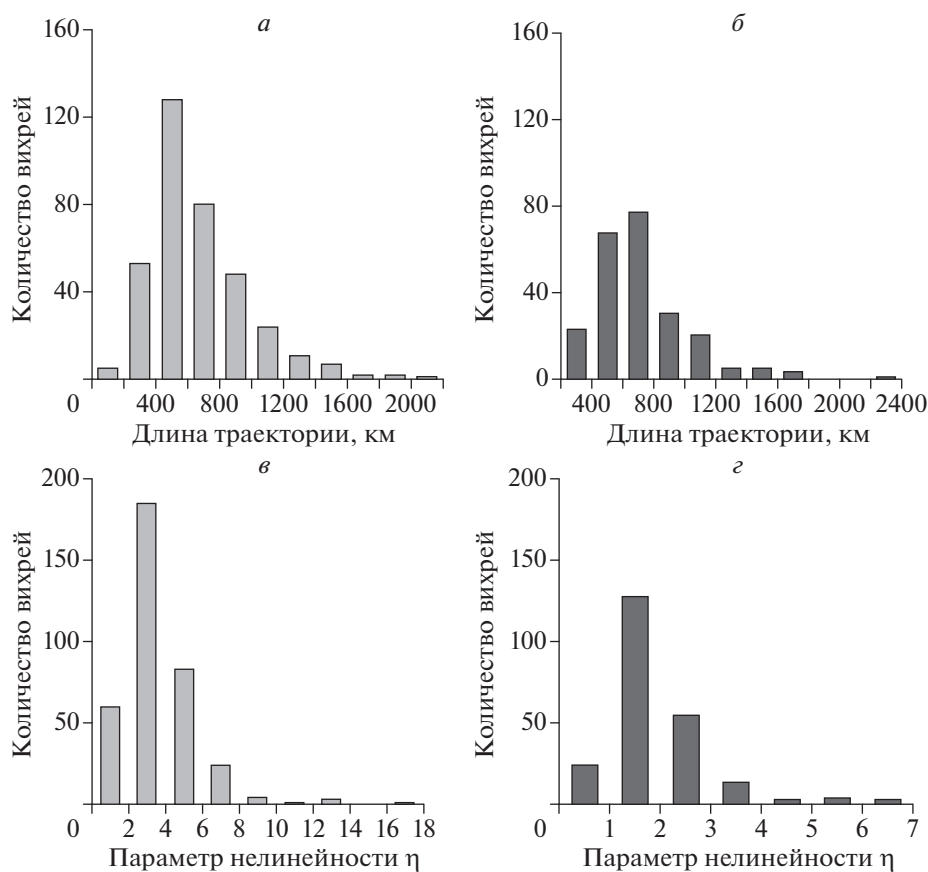 а
160
120
80
40
0
400 800 1200 1600 2000
Количество вихрей
Длина траектории, км
б
160
120
80
40
0
400 800 1200 1600 2000 2400
Количество вихрей
Длина траектории, км
в
200
150
100
50
0
2 4 6 8 10 12 14 16 18
Количество вихрей
Параметр нелинейности η
г
200
150
100
50
0
1 2 3 4 5 6 7
Количество вихрей
Параметр нелинейности η